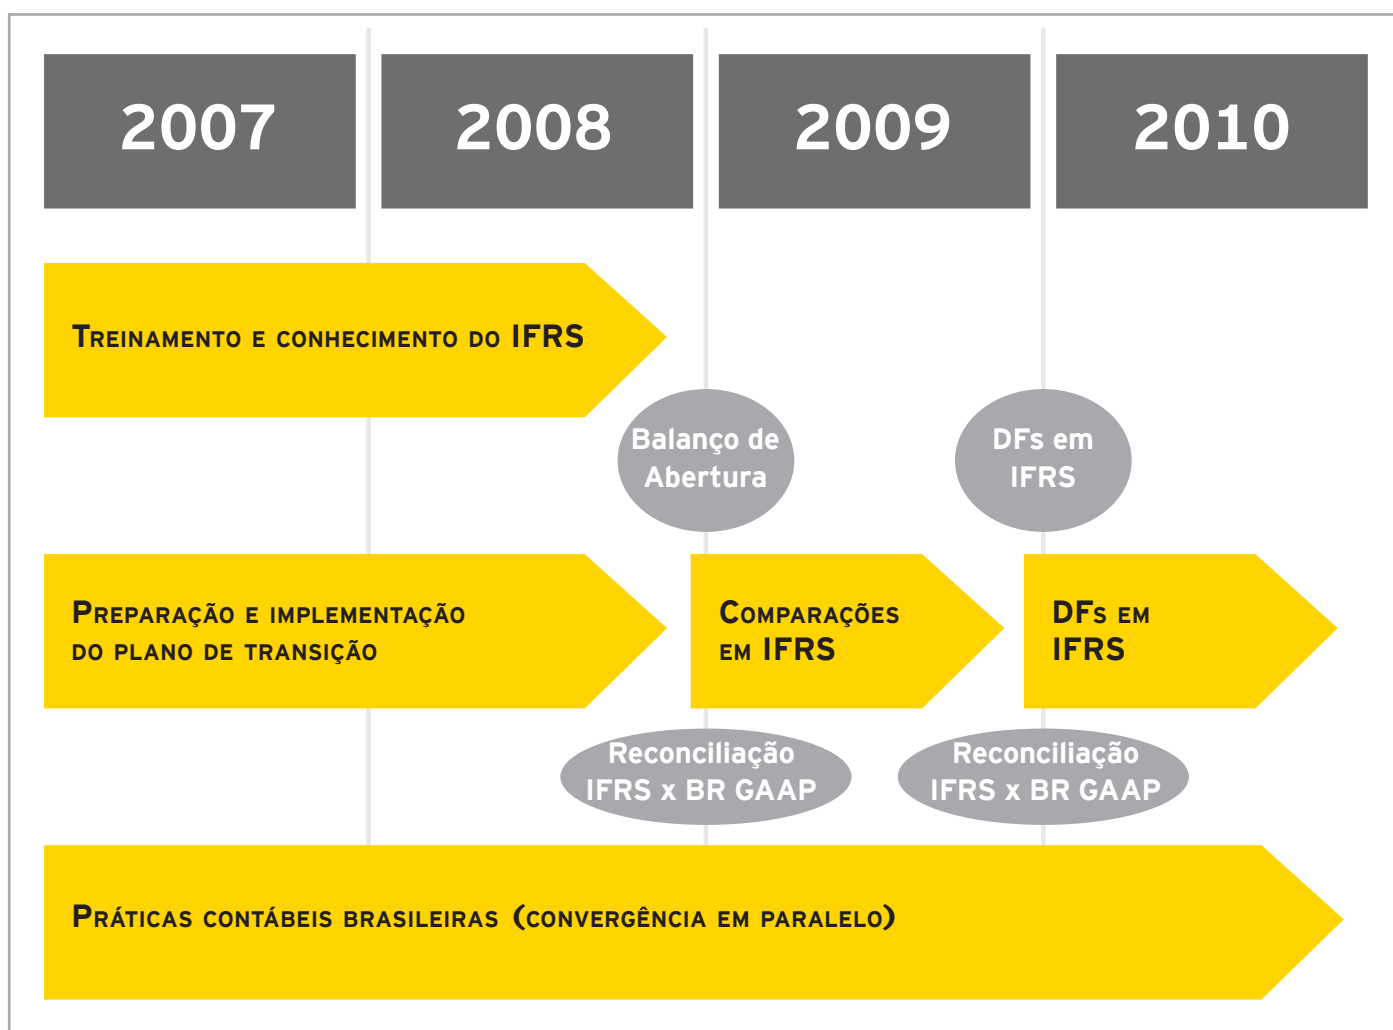 2007
2008
2009
2010
Treinamento e conhecimento do IFRS
Balanço de
Abertura
DFs em
IFRS
Preparação e implementação
do plano de transição
Comparações
em IFRS
DFs em
IFRS
Reconciliação
IFRS x BR GAAP
Reconciliação
IFRS x BR GAAP
Práticas contábeis brasileiras (convergência em paralelo)